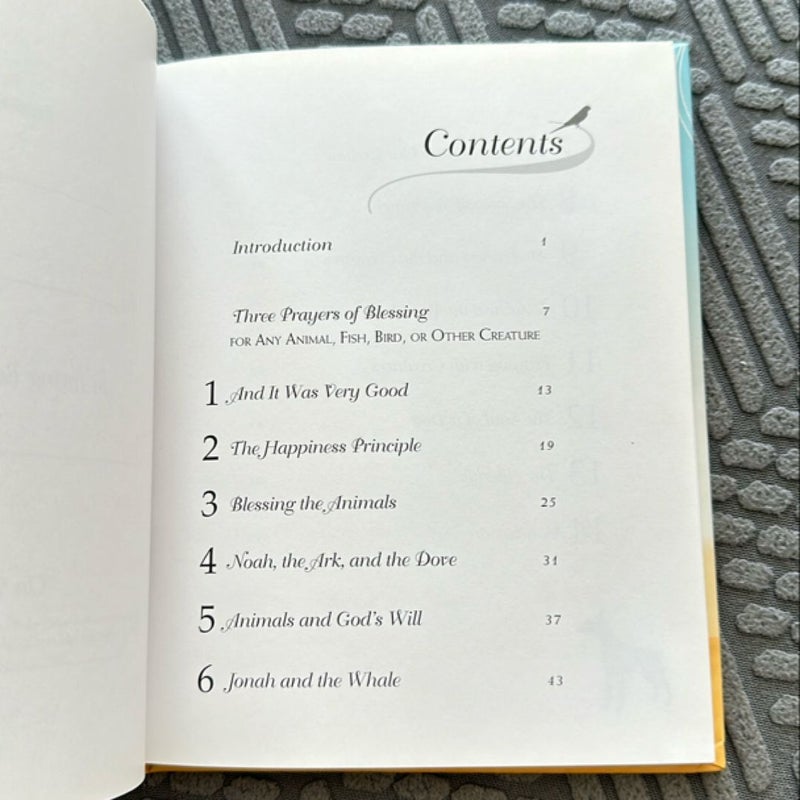 Contents
Introduction 1
Three Prayers of Blessing 7
FOR ANY ANIMAL, FISH, BIRD, OR OTHER CREATURE
1 And It Was Very Good 13
2 The Happiness Principle 19
3 Blessing the Animals 25
4 Noah, the Ark, and the Dove 31
5 Animals and God's Will 37
6 Jonah and the Whale 43